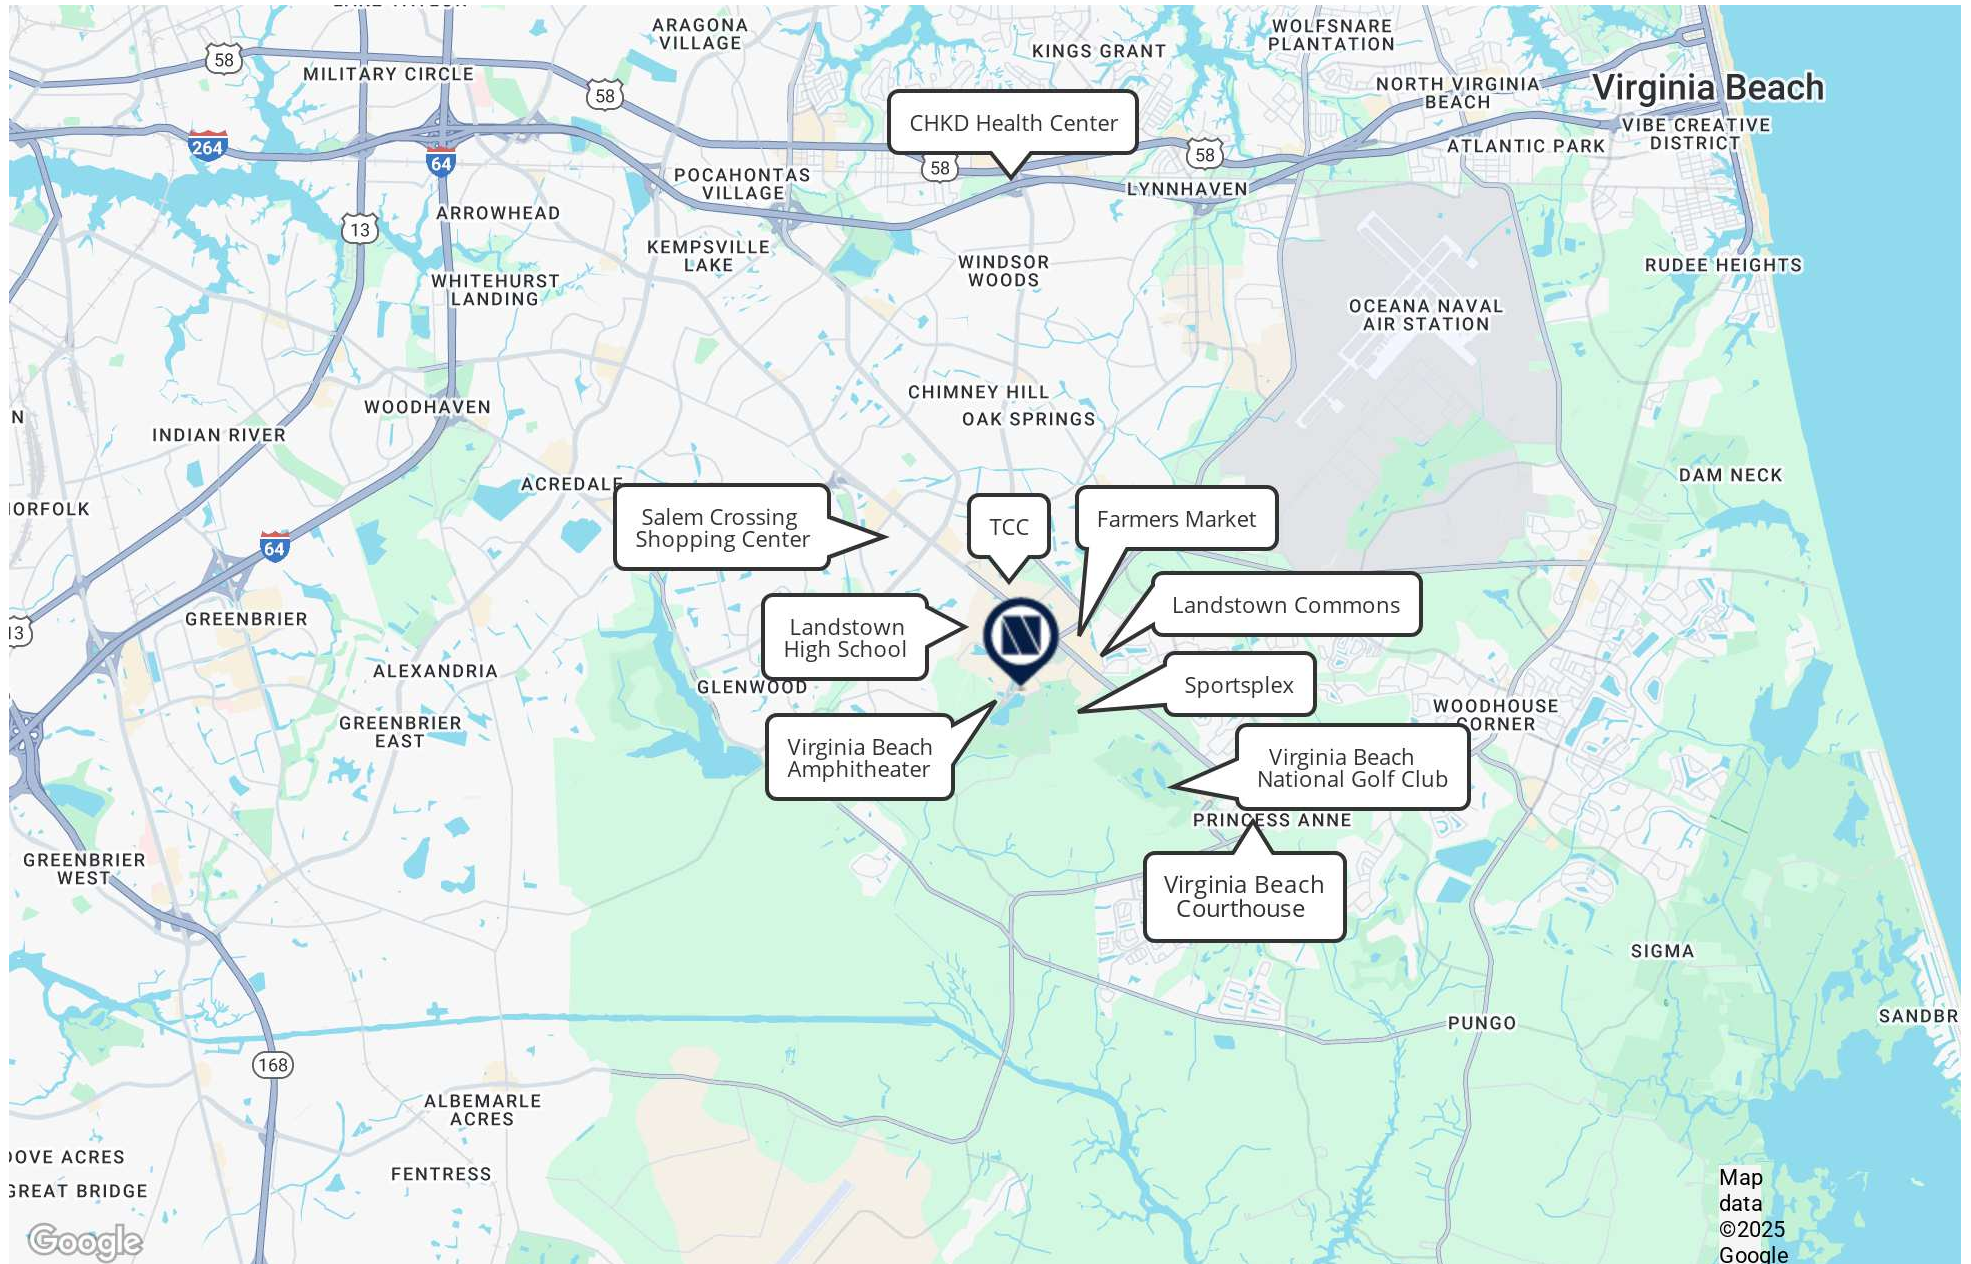 ARAGONA
VILLAGE
WOLFSNARE
PLANTATION
KINGS GRANT
58
MILITARY CIRCLE
58
NORTH VIRGINIA
BEACH
Virginia Beach
CHKD Health Center
VIBE CREATIVE
DISTRICT
264
64
58
58
ATLANTIC PARK
POCAHONTAS
VILLAGE
LYNNHAVEN
ARROWHEAD
13
KEMPSVILLE
LAKE
WINDSOR
WOODS
RUDEE HEIGHTS
WHITEHURST
LANDING
OCEANA NAVAL
AIR STATION
CHIMNEY HILL
OAK SPRINGS
WOODHAVEN
N
INDIAN RIVER
DAM NECK
ACREDALE
ORFOLK
Salem Crossing
Shopping Center
TCC
Farmers Market
64
Landstown Commons
GREENBRIER
13
Landstown
High School
ALEXANDRIA
GLENWOOD
Sportsplex
GREENBRIER
EAST
WOODHOUSE
CORNER
Virginia Beach
Amphitheater
Virginia Beach
National Golf Club
PRINCESS ANNE
GREENBRIER
WEST
Virginia Beach
Courthouse
SIGMA
SANDBR
PUNGO
168
ALBEMARLE
ACRES
OVE ACRES
FENTRESS
GREAT BRIDGE
Map
data
©2025
Google
Google